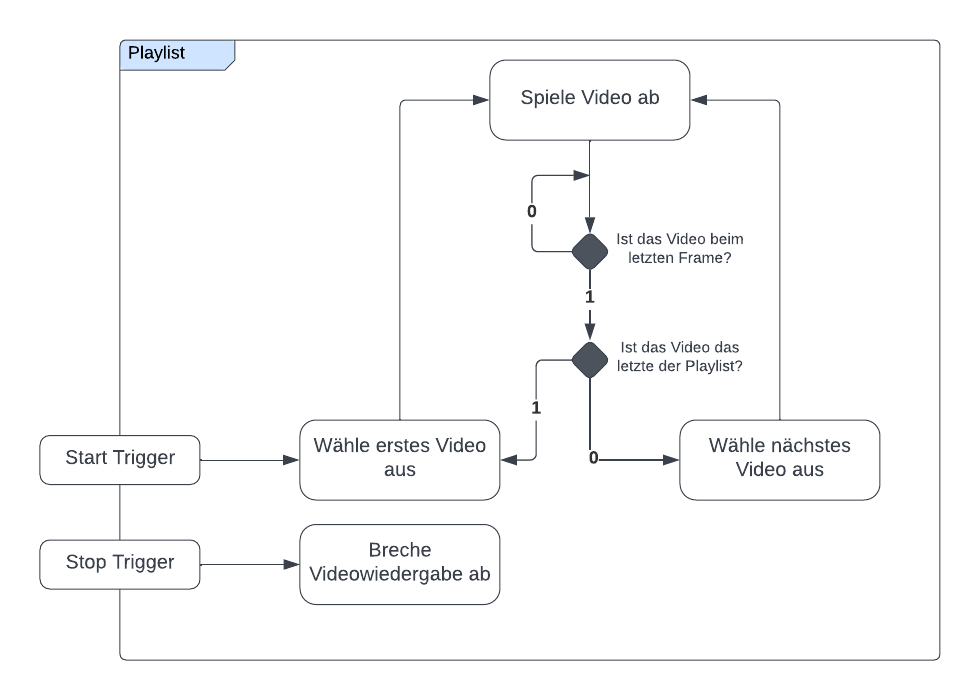 Playlist
Spiele Video ab
0
Ist das Video beim
letzten Frame?
1
Ist das Video das
letzte der Playlist?
1
0
Start Trigger
Wähle erstes Video
aus
Wähle nächstes
Video aus
Stop Trigger
Breche
Videowiedergabe ab